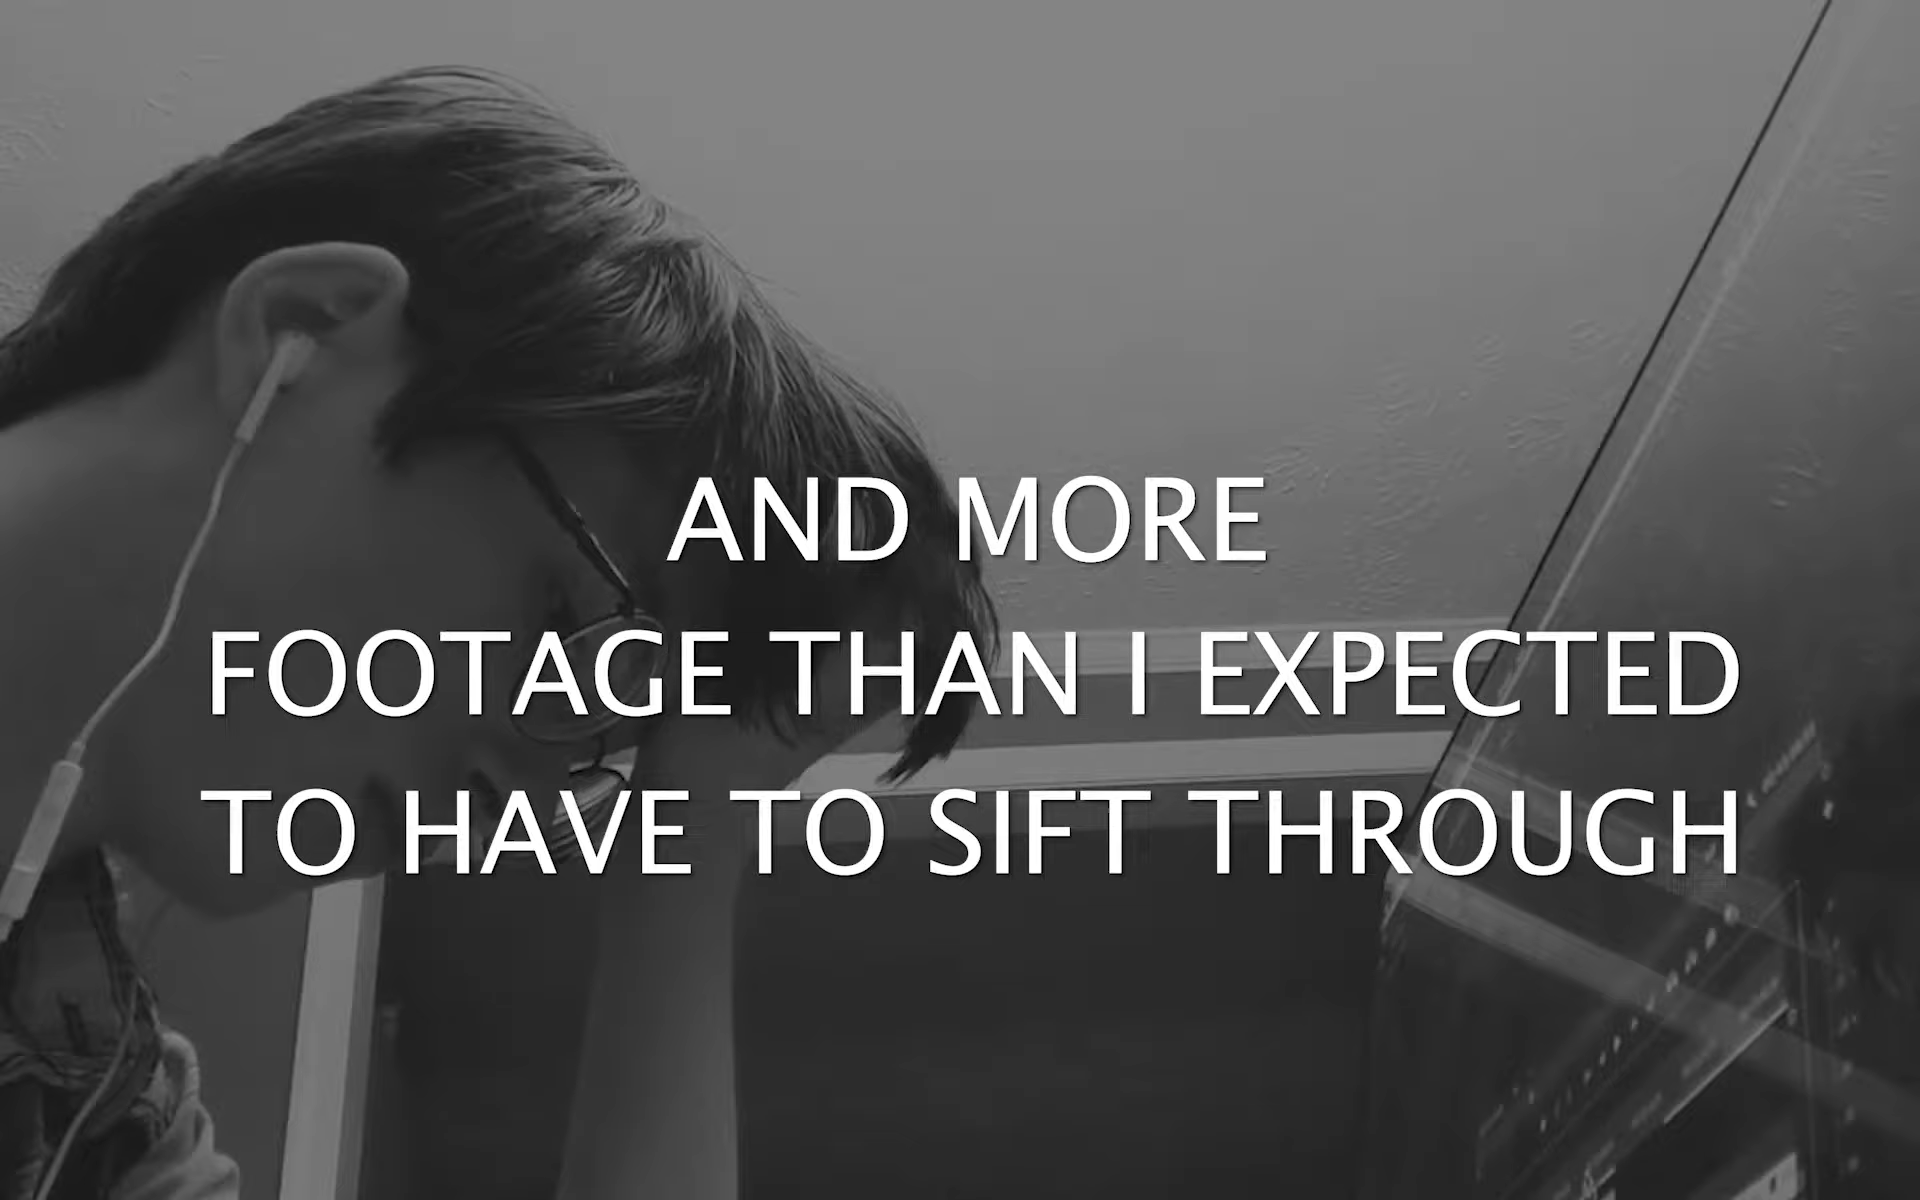 AND MORE
FOOTAGE THAN I EXPECTED
TO HAVE TO SIFT THROUGH